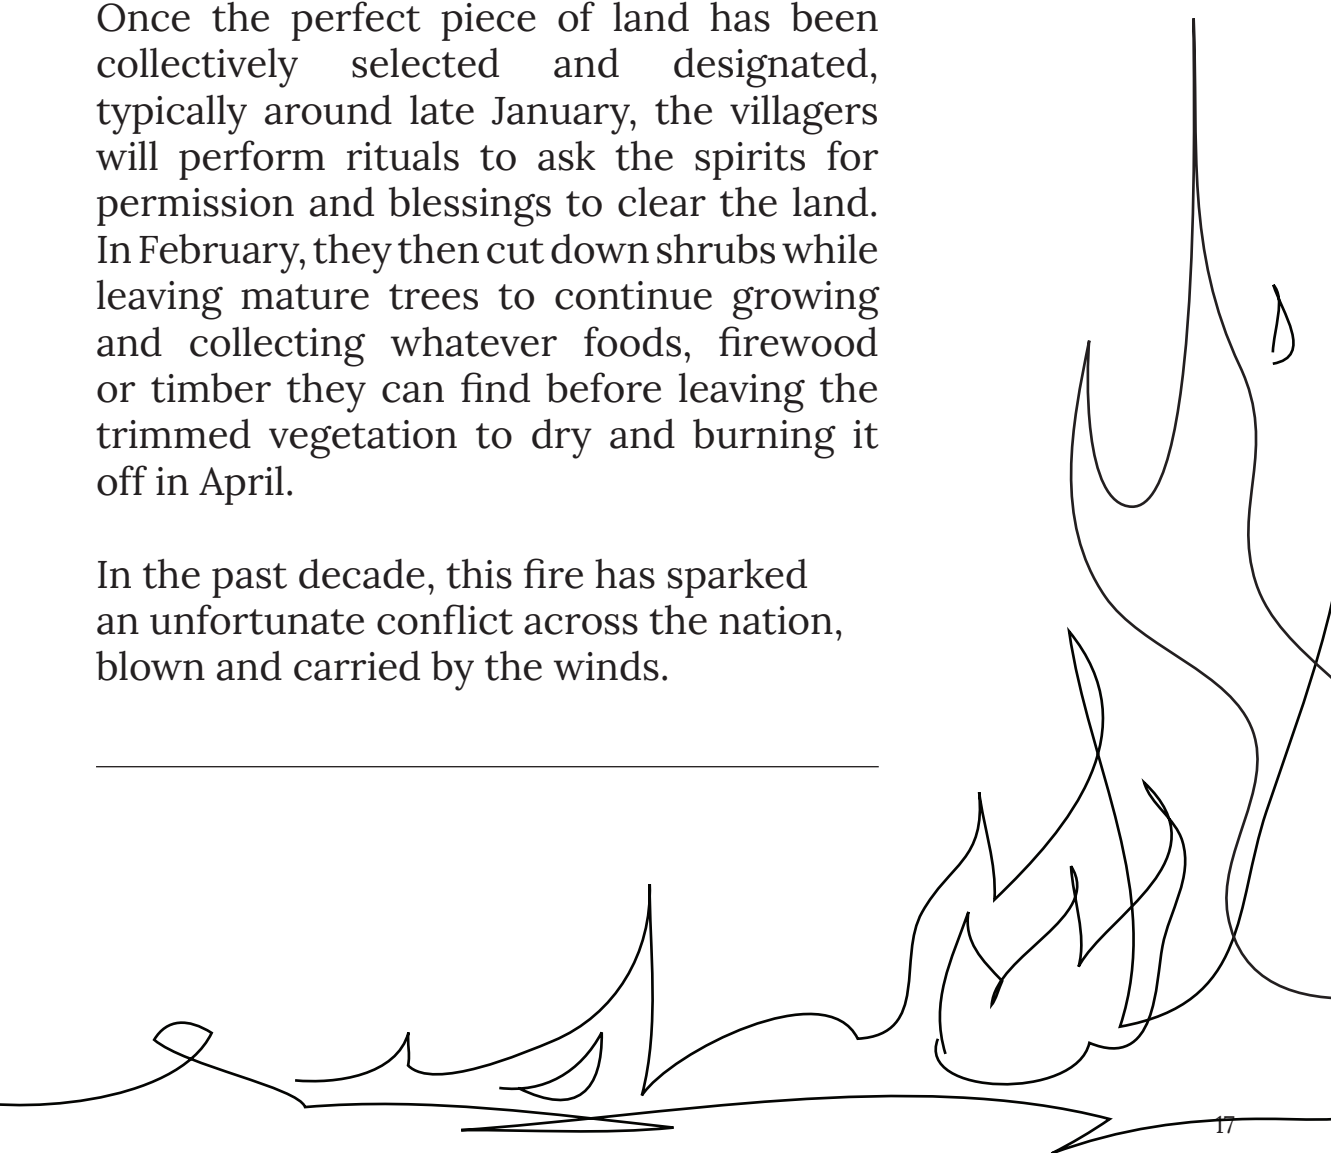 Once the perfect piece of land has been
collectively selected and designated,
typically around late January, the villagers
will perform rituals to ask the spirits for
permission and blessings to clear the land.
In February, they then cut down shrubs while
leaving mature trees to continue growing
and collecting whatever foods, firewood
or timber they can find before leaving the
trimmed vegetation to dry and burning it
off in April.
In the past decade, this fire has sparked
an unfortunate conflict across the nation,
blown and carried by the winds.
17